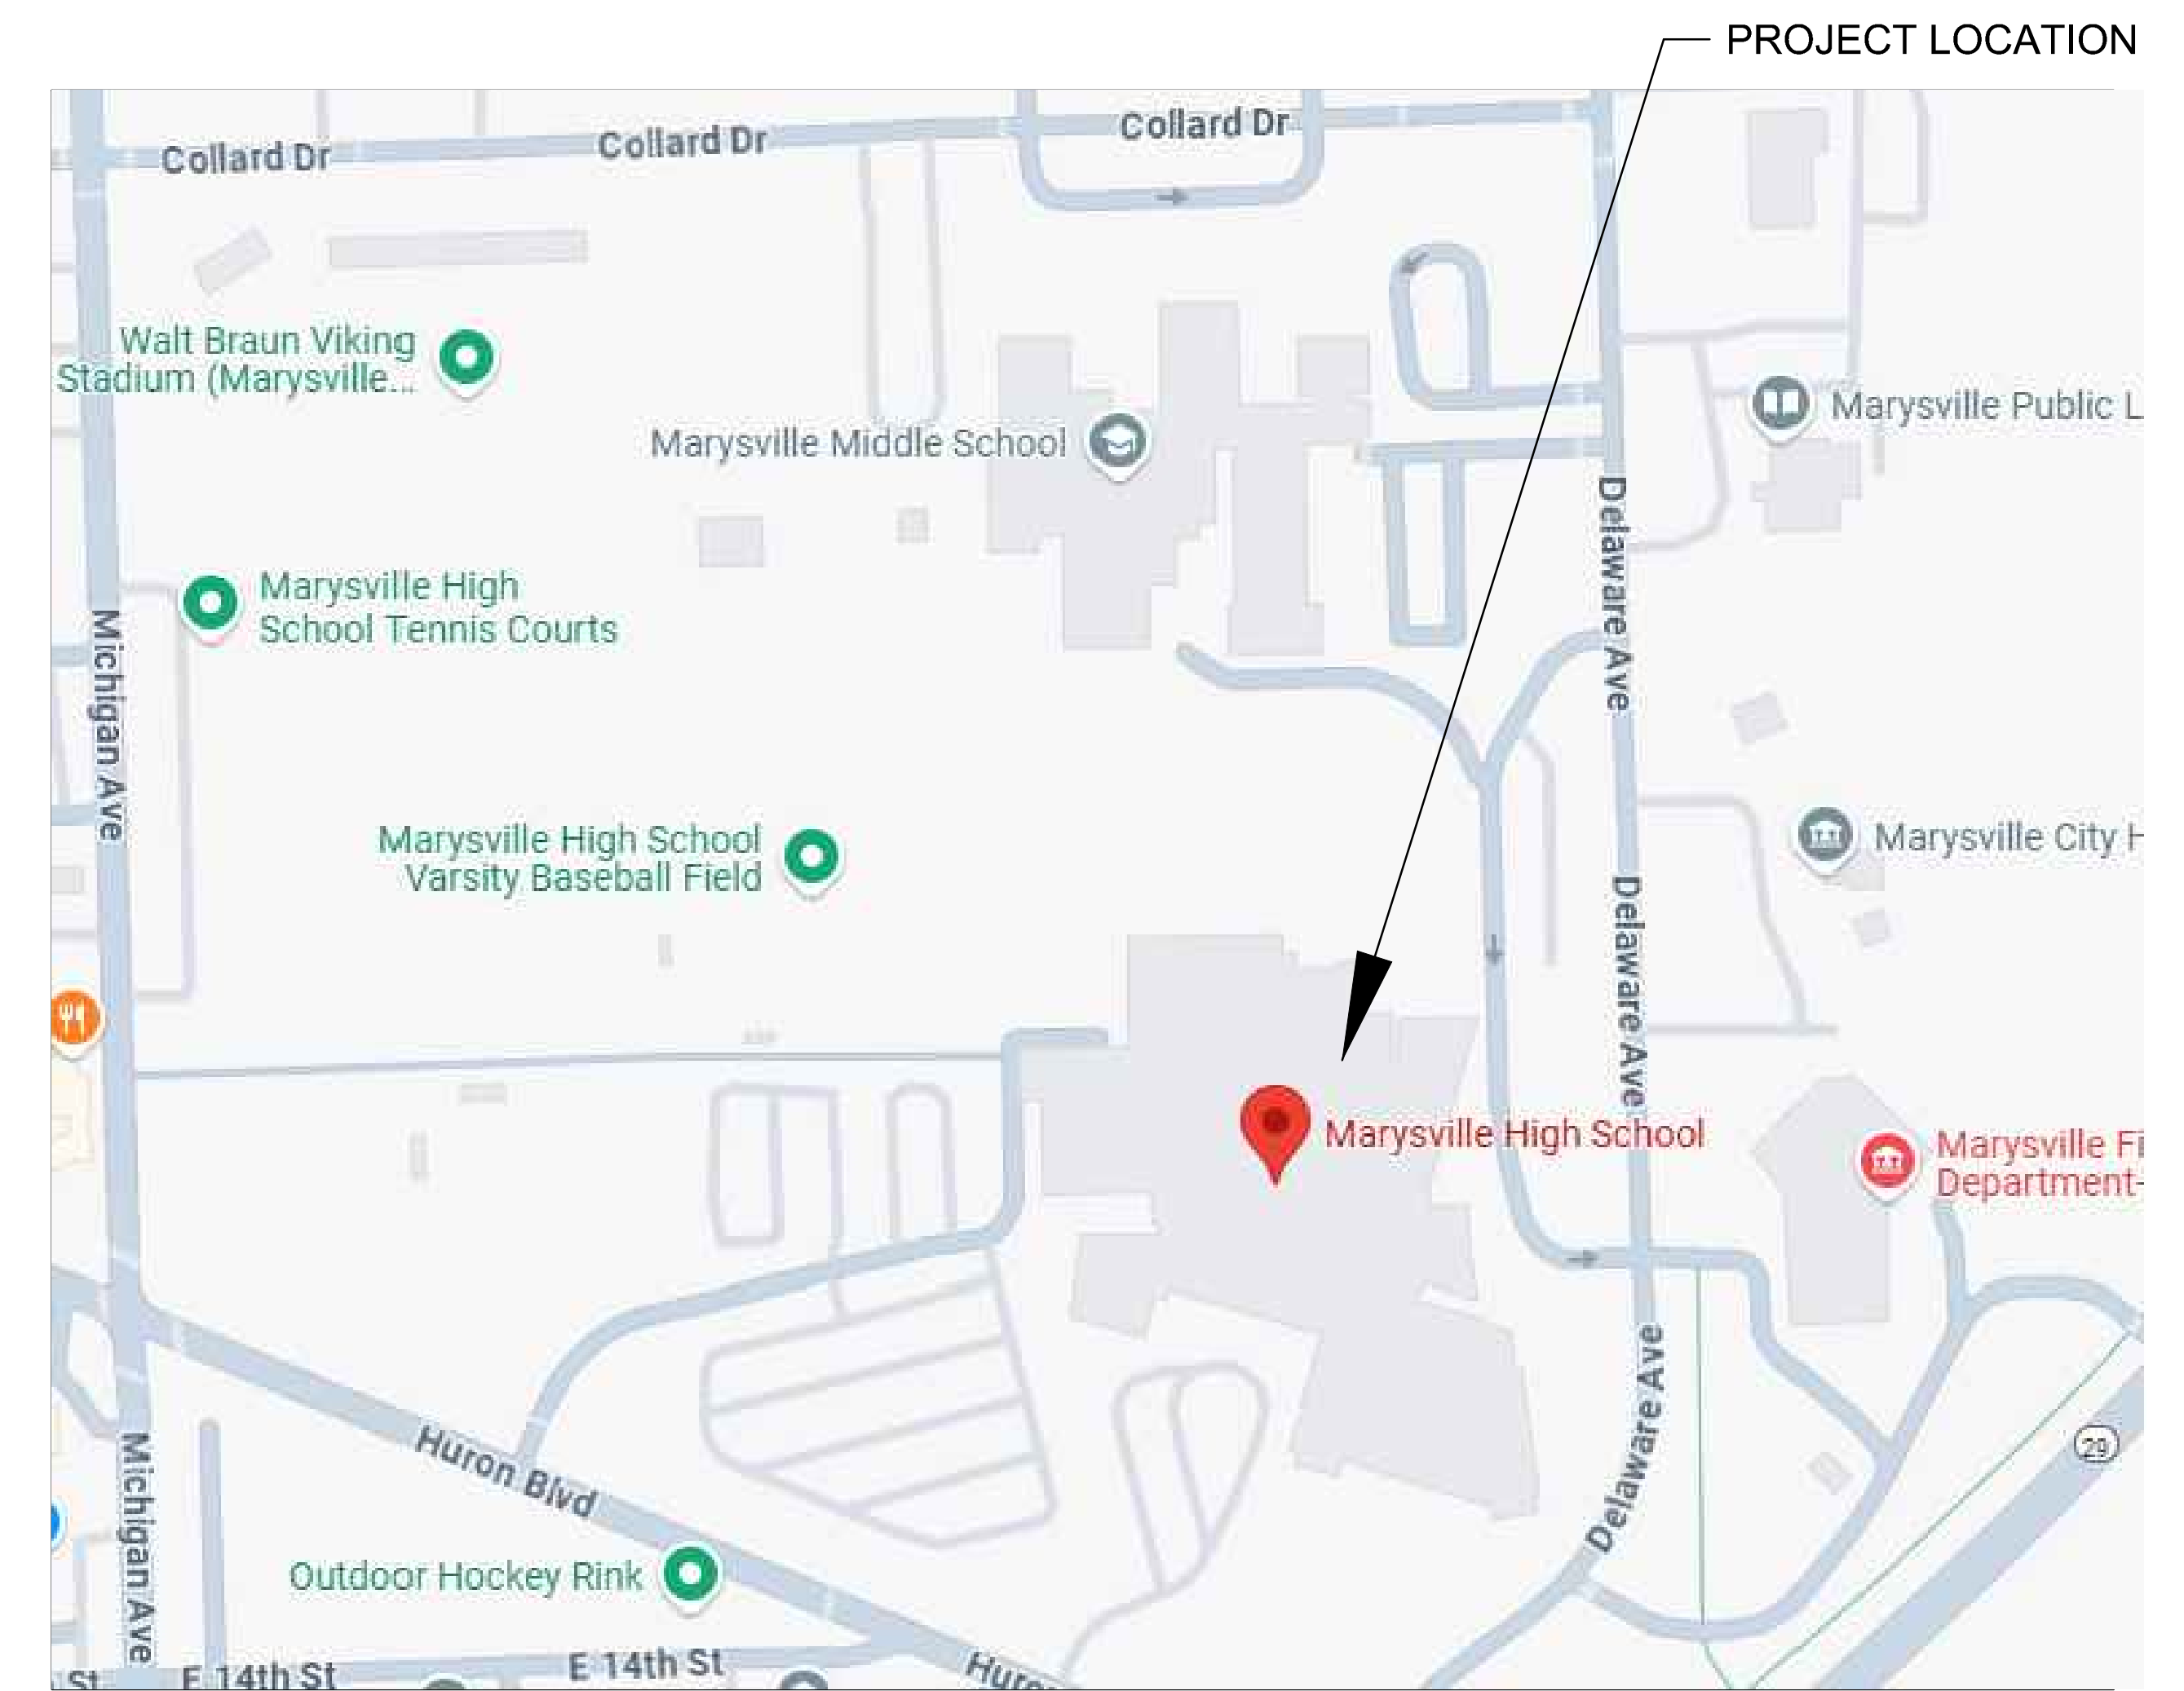 PROJECT LOCATION
Collard Dr
Collard Dr
Collard Dr
Walt Braun Viking
Stadium (Marysville...
Marysville Public L
Marysville Middle School
Delaware Ave
Marysville High
School Tennis Courts
Michigan Ave
Marysville High School
Varsity Baseball Field
Marysville City H
Delaware Ave
Marysville High School
Marysville Fi
Department-
Delaware Ave
Huron Blvd
29
Michigan Ave
Outdoor Hockey Rink
St
E 14th St
E 14th St
Huro